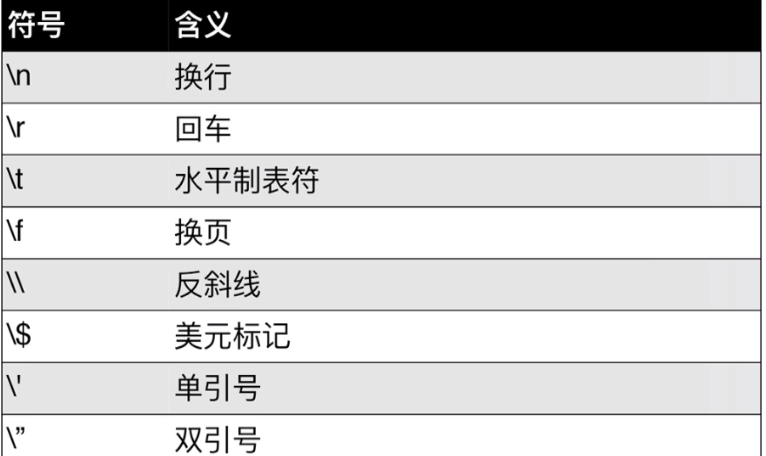 符号 含义
\n 换行
\r 回车
\t 水平制表符
\f 换页
\\ 反斜线
\$ 美元标记
\' 单引号
\” 双引号